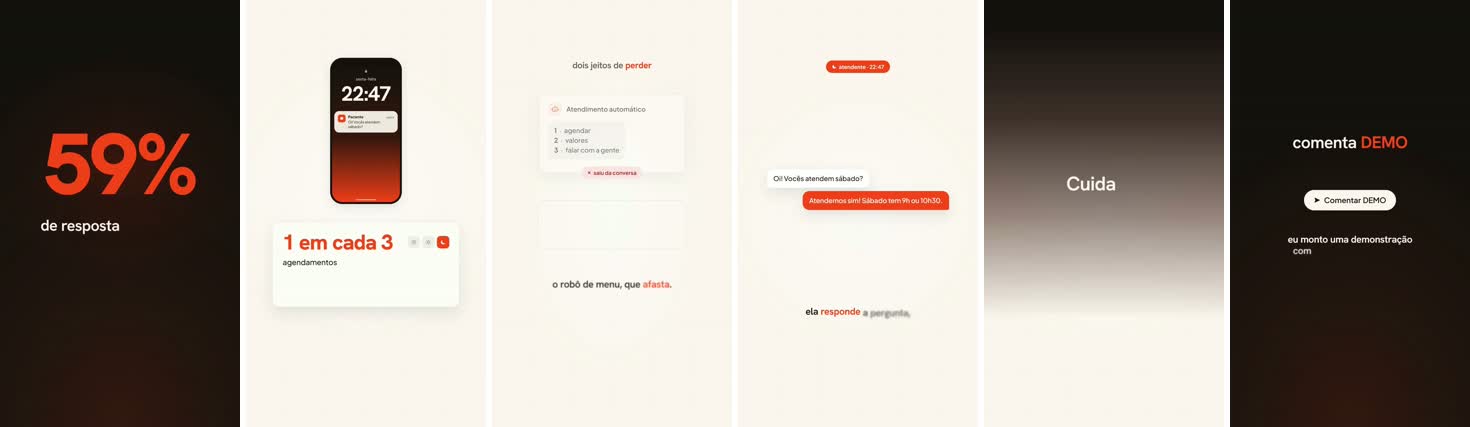 59%
de resposta
sexta-feira
22:47
Paciente
Oi! Vocês atendem
sábado?
1 em cada 3
agendamentos
dois jeitos de perder
Atendimento automático
1 · agendar
2 · valores
3 · falar com a gente
× saiu da conversa
o robô de menu, que afasta.
atendente · 22:47
Oi! Vocês atendem sábado?
Atendemos sim! Sábado tem 9h ou 10h30.
ela responde a pergunta,
Cuida
comenta DEMO
Comentar DEMO
eu monto uma demonstração
com